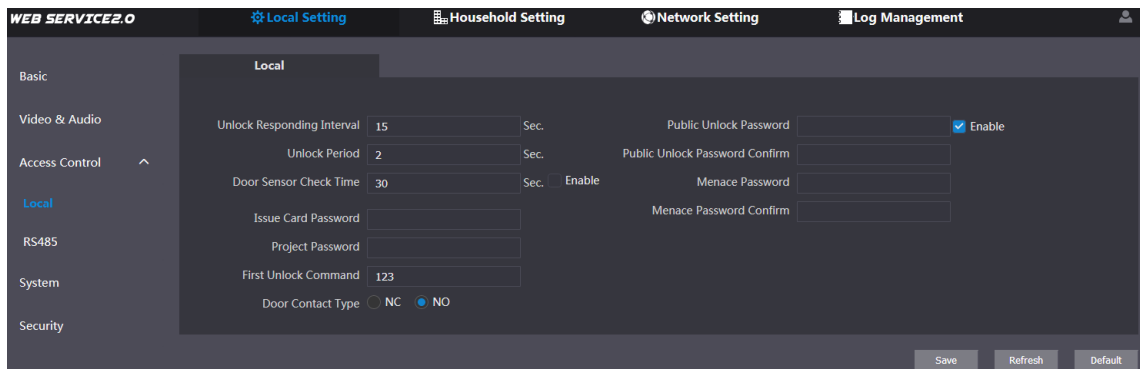 WEB SERVICE2.0 Local Setting Household Setting Network Setting Log Management
Local
Basic
Video & Audio
Access Control
Local
RS485
System
Security
Unlock Responding Interval 15 Sec.
Unlock Period 2 Sec.
Door Sensor Check Time 30 Sec. Enable
Issue Card Password
Project Password
First Unlock Command 123
Door Contact Type NC NO
Public Unlock Password Enable
Public Unlock Password Confirm
Menace Password
Menace Password Confirm
Save Refresh Default